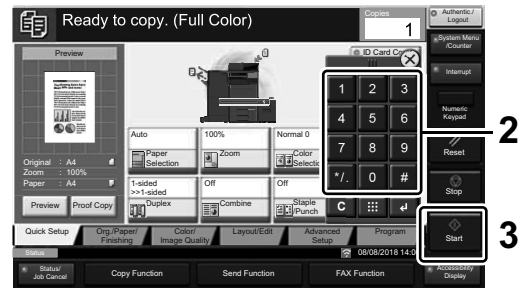 Ready to copy. (Full Color)
Copies
1
Authentic./
Logout
System Menu
/Counter
Interrupt
Numeric
Keypad
Reset
Stop
Start
Accessibility
Display
Preview
Original : A4
Zoom : 100%
Paper : A4
Preview
Proof Copy
ID Card Co
1 2 3
4 5 6
7 8 9
*/. 0 #
C
2
3
Auto
Paper
Selection
100%
Zoom
Normal 0
Color
Selectio
1-sided
>>1-sided
Duplex
Off
Combine
Off
Staple
/Punch
Quick Setup
Org./Paper/
Finishing
Color/
Image Quality
Layout/Edit
Advanced
Setup
Program
Status
08/08/2018 14:0
Status/
Job Cancel
Copy Function
Send Function
FAX Function